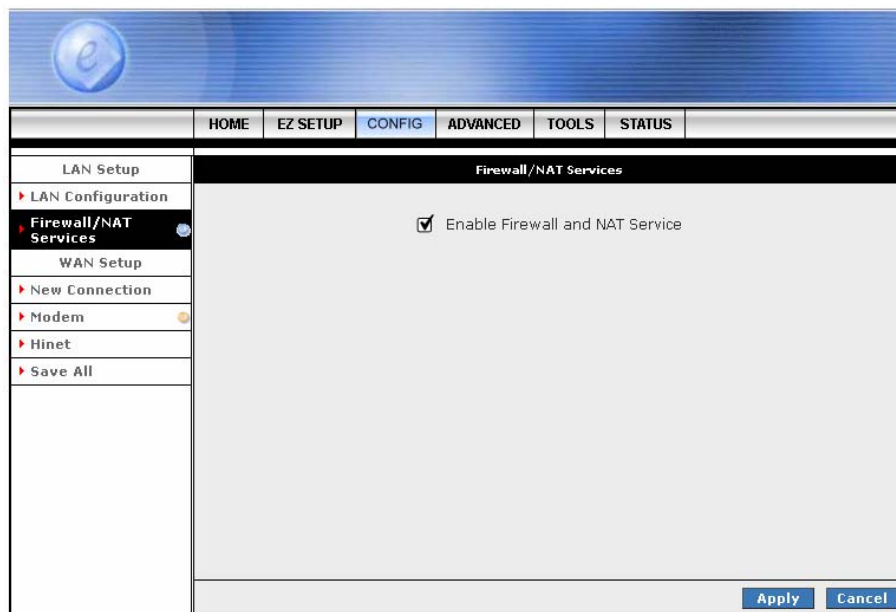 e
HOME EZ SETUP CONFIG ADVANCED TOOLS STATUS
LAN Setup
LAN Configuration
Firewall/NAT
Services
WAN Setup
New Connection
Modem
Hinet
Save All
Firewall/NAT Services
Enable Firewall and NAT Service
Apply Cancel